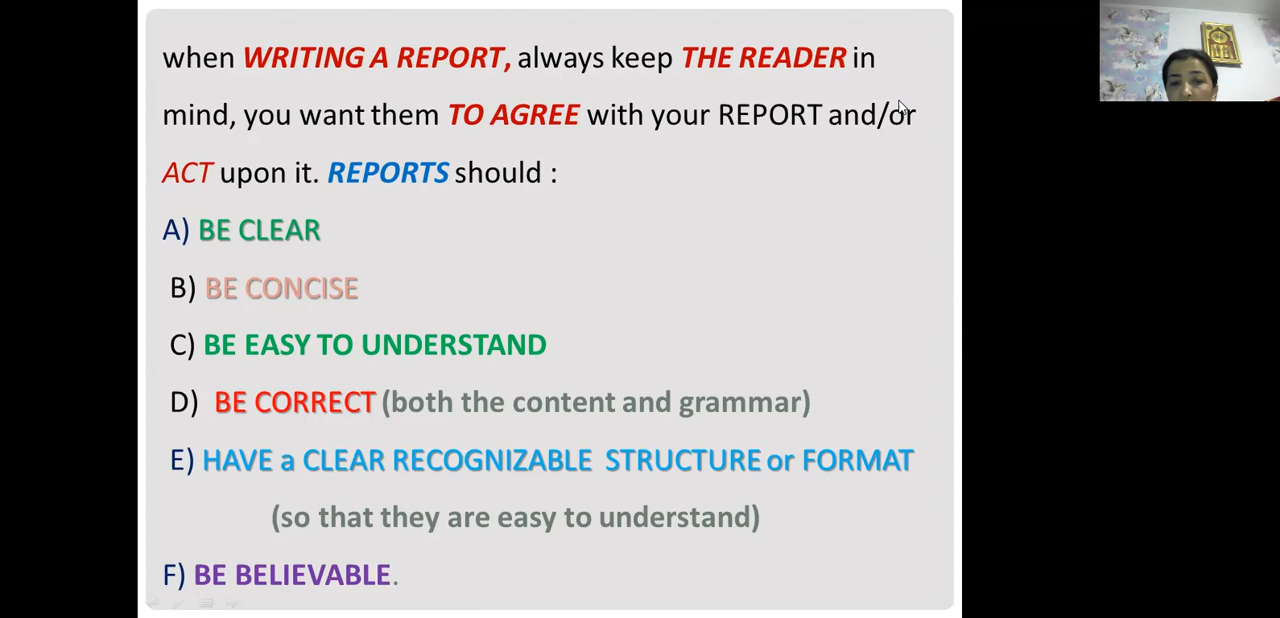 when WRITING A REPORT, always keep THE READER in
mind, you want them TO AGREE with your REPORT and/or
ACT upon it. REPORTS should :
A) BE CLEAR
B) BE CONCISE
C) BE EASY TO UNDERSTAND
D) BE CORRECT (both the content and grammar)
E) HAVE a CLEAR RECOGNIZABLE STRUCTURE or FORMAT
(so that they are easy to understand)
F) BE BELIEVABLE.